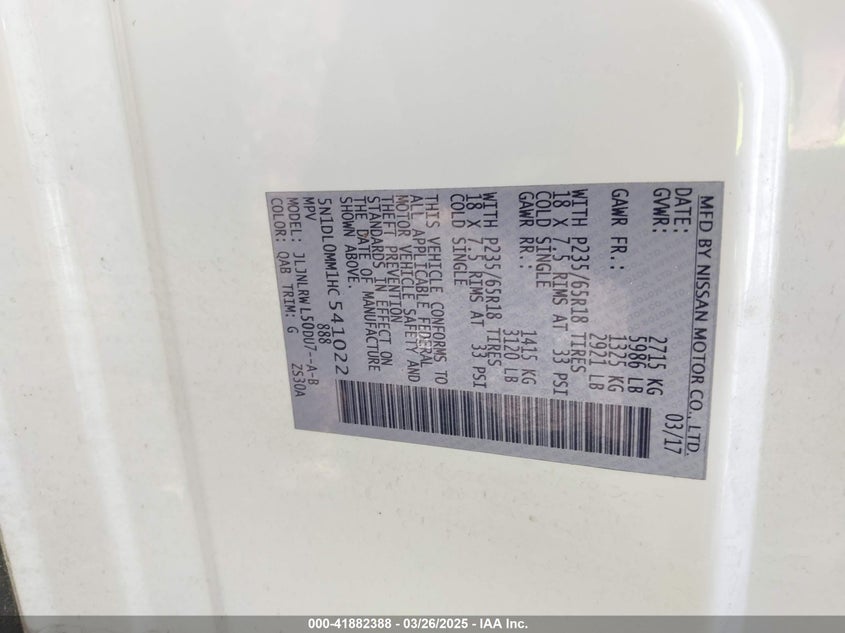 MFD BY NISSAN MOTOR CO., LTD.
DATE: 03/17
GVWR: 2715 KG
5986 LB
GAWR FR.: 1325 KG
2921 LB
WITH P235/65R18 TIRES
18 X 7.5 RIMS AT 33 PSI
COLD SINGLE
GAWR RR.: 1415 KG
3120 LB
WITH P235/65R18 TIRES
18 X 7.5 RIMS AT 33 PSI
COLD SINGLE
THIS VEHICLE CONFORMS TO
ALL APPLICABLE FEDERAL
MOTOR VEHICLE SAFETY AND
THEFT PREVENTION
STANDARDS IN EFFECT ON
THE DATE OF MANUFACTURE
SHOWN ABOVE.
5N1DL0MM1HC541022
MPV 888
MODEL: JLJNLRWL50DU7--A-B
COLOR: QAB TRIM: G ZS30A
000-41882388 - 03/26/2025 - IAA Inc.